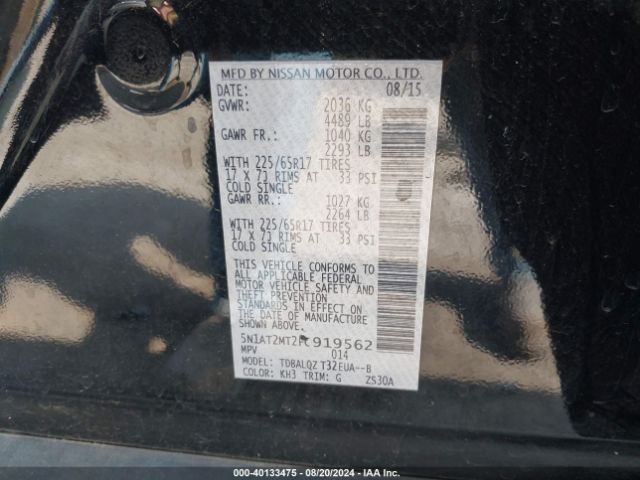 MFD BY NISSAN MOTOR CO., LTD.
DATE: 08/15
GVWR: 2036 KG
4489 LB
GAWR FR.: 1040 KG
2293 LB
WITH 225/65R17 TIRES
17 X 7J RIMS AT 33 PSI
COLD SINGLE
GAWR RR.: 1027 KG
2264 LB
WITH 225/65R17 TIRES
17 X 7J RIMS AT 33 PSI
COLD SINGLE
THIS VEHICLE CONFORMS TO
ALL APPLICABLE FEDERAL
MOTOR VEHICLE SAFETY AND
THEFT PREVENTION
STANDARDS IN EFFECT ON
THE DATE OF MANUFACTURE
SHOWN ABOVE.
5N1AT2MT2FC919562
MPV 014
MODEL: TDBALQZ T32EUA--B
COLOR: KH3 TRIM: G ZS30A
000-40133475 - 08/20/2024 - IAA Inc.